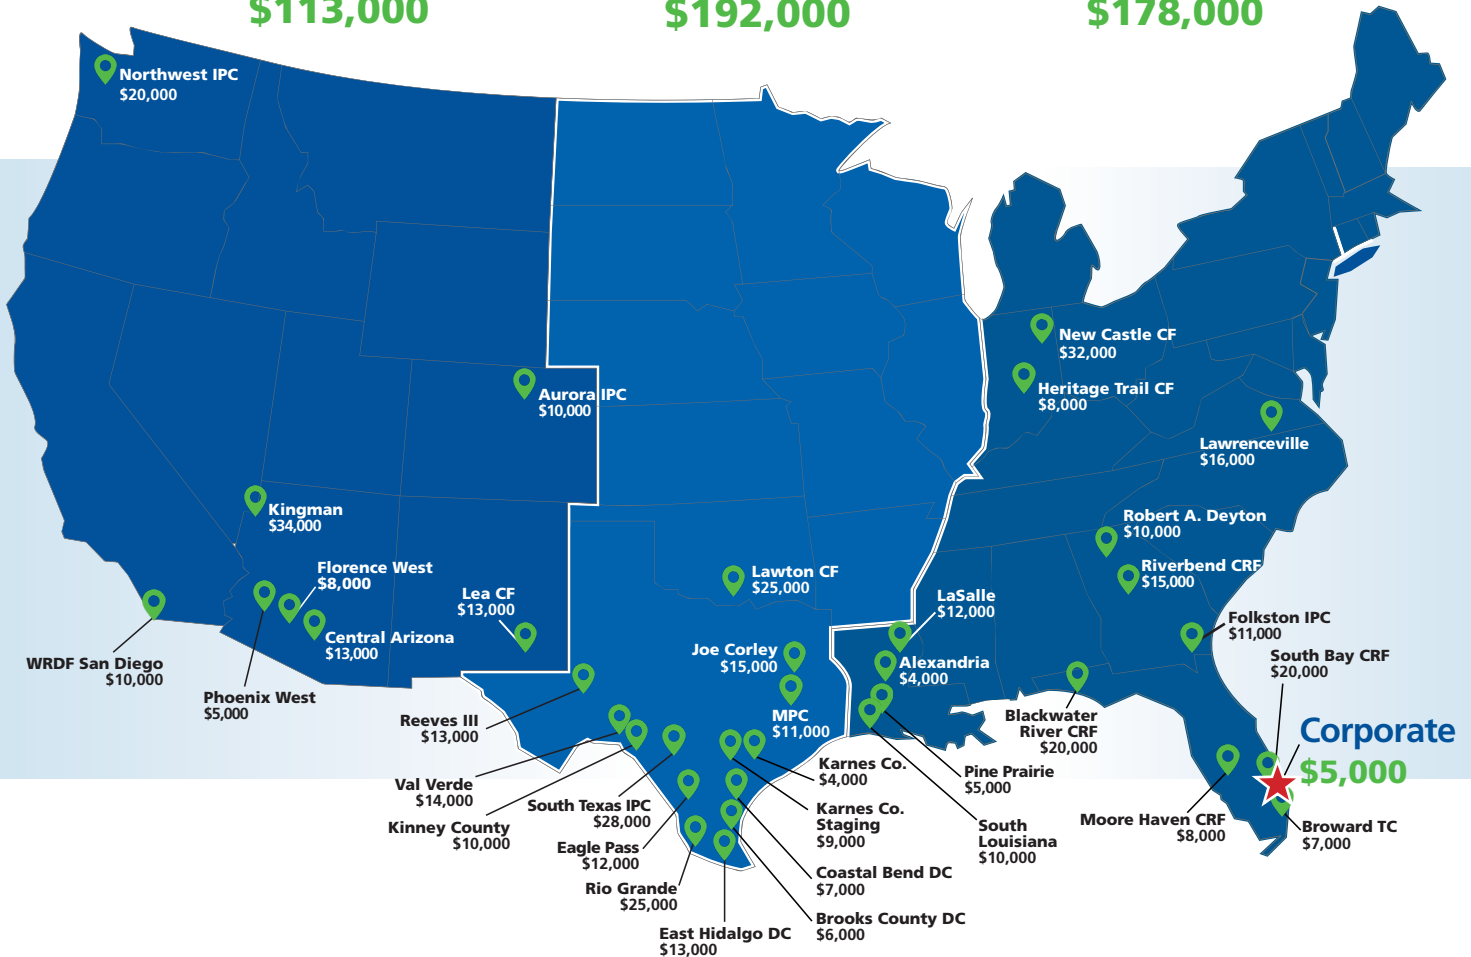 $113,000
$192,000
$178,000
Northwest IPC
$20,000
Aurora IPC
$10,000
Kingman
$34,000
Florence West
$8,000
Central Arizona
$13,000
Lea CF
$13,000
WRDF San Diego
$10,000
Phoenix West
$5,000
Lawton CF
$25,000
Joe Corley
$15,000
MPC
$11,000
Reeves III
$13,000
Val Verde
$14,000
Kinney County
$10,000
South Texas IPC
$28,000
Eagle Pass
$12,000
Rio Grande
$25,000
East Hidalgo DC
$13,000
Karnes Co.
$4,000
Karnes Co.
Staging
$9,000
Coastal Bend DC
$7,000
Brooks County DC
$6,000
New Castle CF
$32,000
Heritage Trail CF
$8,000
Lawrenceville
$16,000
Robert A. Deyton
$10,000
Riverbend CRF
$15,000
LaSalle
$12,000
Alexandria
$4,000
Pine Prairie
$5,000
South
Louisiana
$10,000
Blackwater
River CRF
$20,000
Folkston IPC
$11,000
South Bay CRF
$20,000
Corporate
$5,000
Moore Haven CRF
$8,000
Broward TC
$7,000